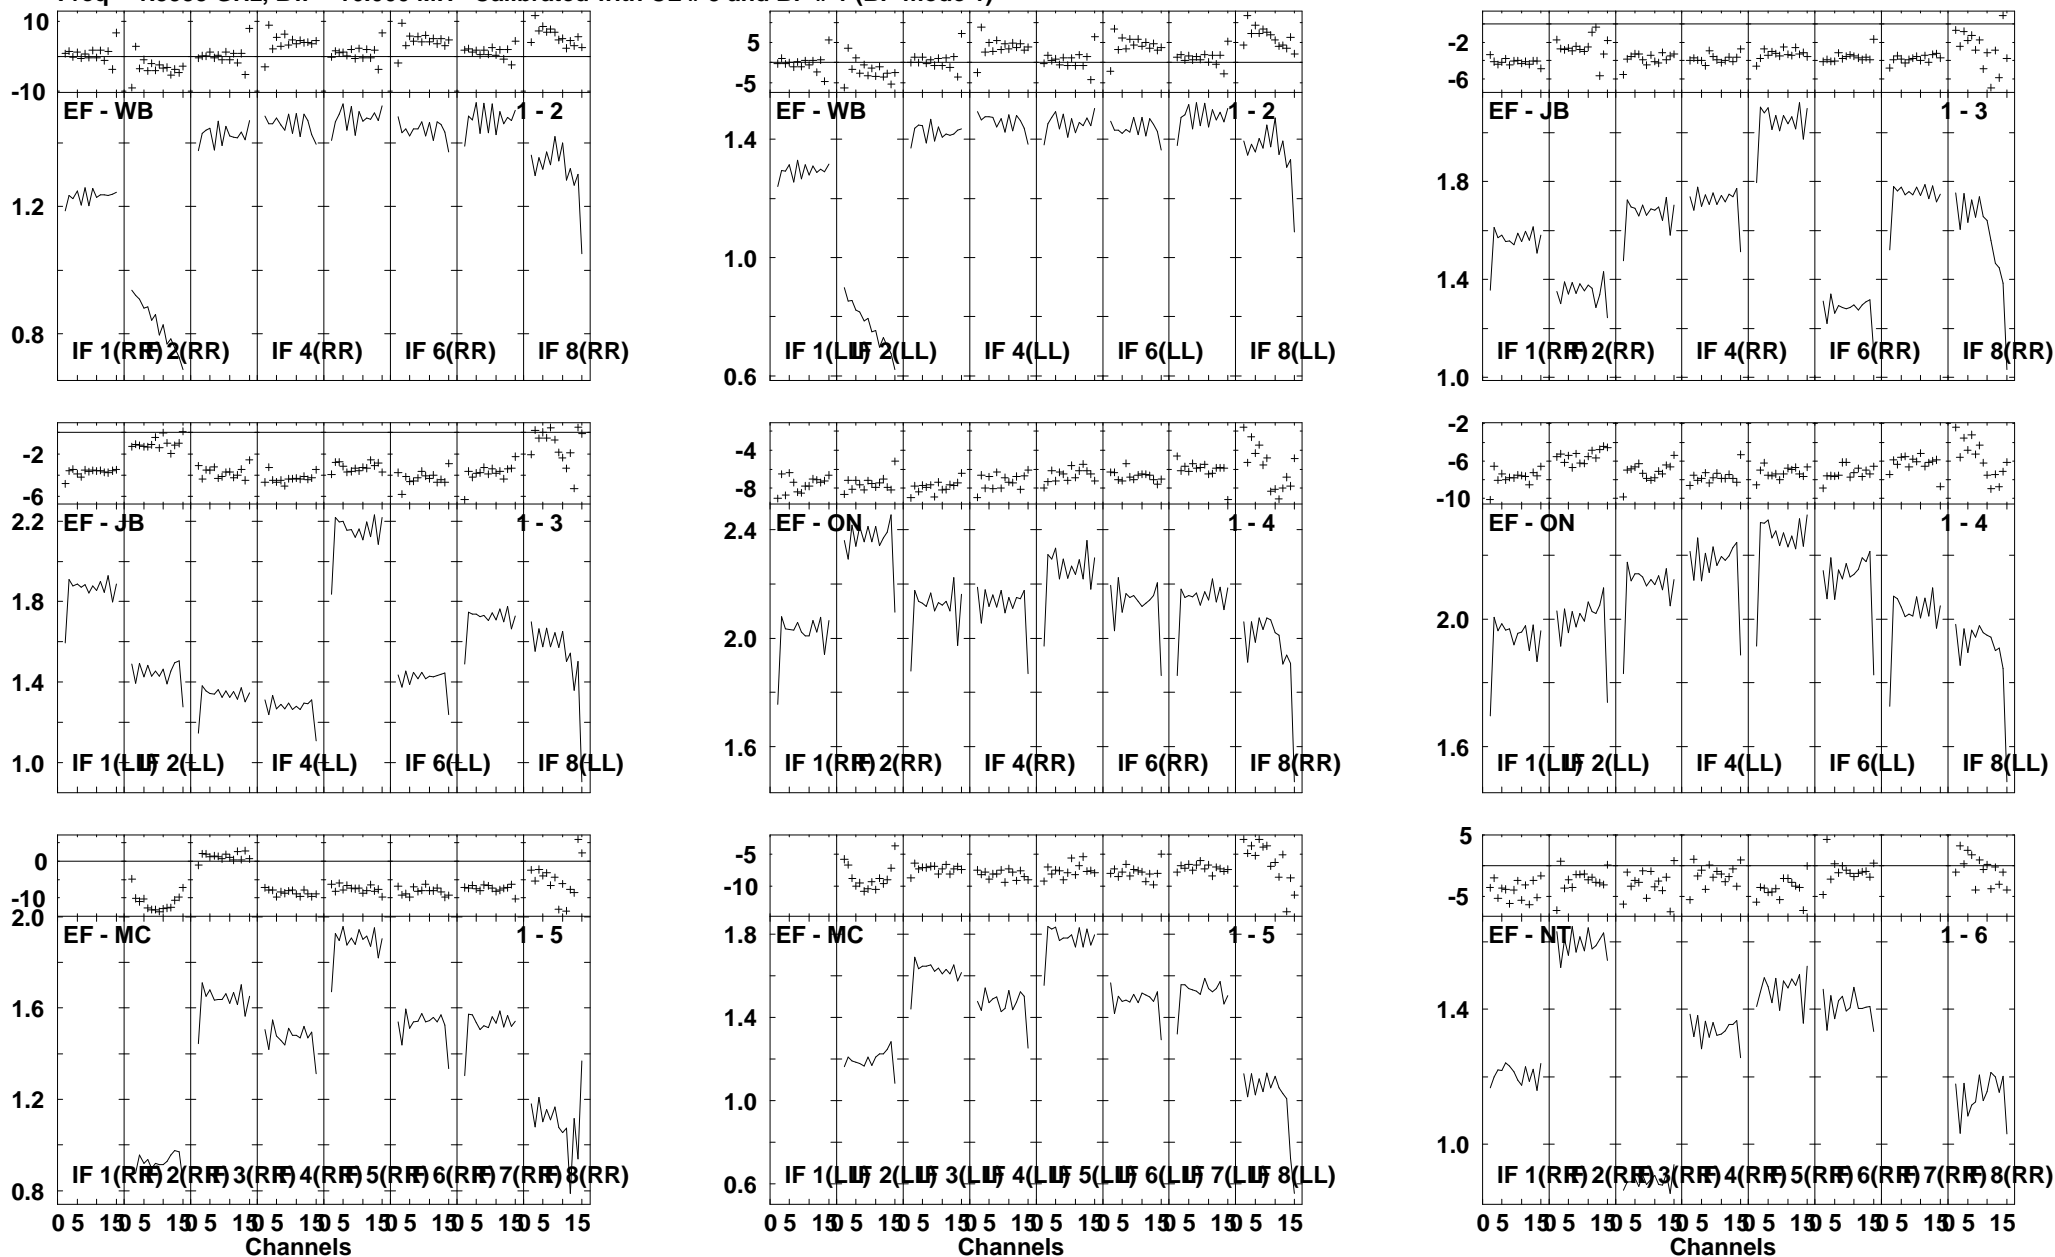 10
-10
EF - WB 1 - 2
1.2
0.8
IF 1(RR) IF 2(RR) IF 4(RR) IF 6(RR) IF 8(RR)
5
-5
EF - WB 1 - 2
1.4
1.0
0.6
IF 1(LL) IF 2(LL) IF 4(LL) IF 6(LL) IF 8(LL)
-2
-6
EF - JB 1 - 3
1.8
1.4
1.0
IF 1(RR) IF 2(RR) IF 4(RR) IF 6(RR) IF 8(RR)
-2
-6
2.2
EF - JB 1 - 3
1.8
1.4
1.0
IF 1(LL) IF 2(LL) IF 4(LL) IF 6(LL) IF 8(LL)
-4
-8
EF - ON 1 - 4
2.4
2.0
1.6
IF 1(RR) IF 2(RR) IF 4(RR) IF 6(RR) IF 8(RR)
-2
-6
-10
EF - ON 1 - 4
2.0
1.6
IF 1(LL) IF 2(LL) IF 4(LL) IF 6(LL) IF 8(LL)
0
-10
2.0
EF - MC 1 - 5
1.6
1.2
0.8
IF 1(RR) IF 2(RR) IF 3(RR) IF 4(RR) IF 5(RR) IF 6(RR) IF 7(RR) IF 8(RR)
0 5 15 0 5 15 0 5 15 0 5 15 0 5 15 0 5 15 0 5 15 0 5 15
Channels
-5
-10
EF - MC 1 - 5
1.8
1.4
1.0
0.6
IF 1(LL) IF 2(LL) IF 3(LL) IF 4(LL) IF 5(LL) IF 6(LL) IF 7(LL) IF 8(LL)
0 5 15 0 5 15 0 5 15 0 5 15 0 5 15 0 5 15 0 5 15 0 5 15
Channels
5
-5
EF - NT 1 - 6
1.4
1.0
IF 1(RR) IF 2(RR) IF 3(RR) IF 4(RR) IF 5(RR) IF 6(RR) IF 7(RR) IF 8(RR)
0 5 15 0 5 15 0 5 15 0 5 15 0 5 15 0 5 15 0 5 15 0 5 15
Channels